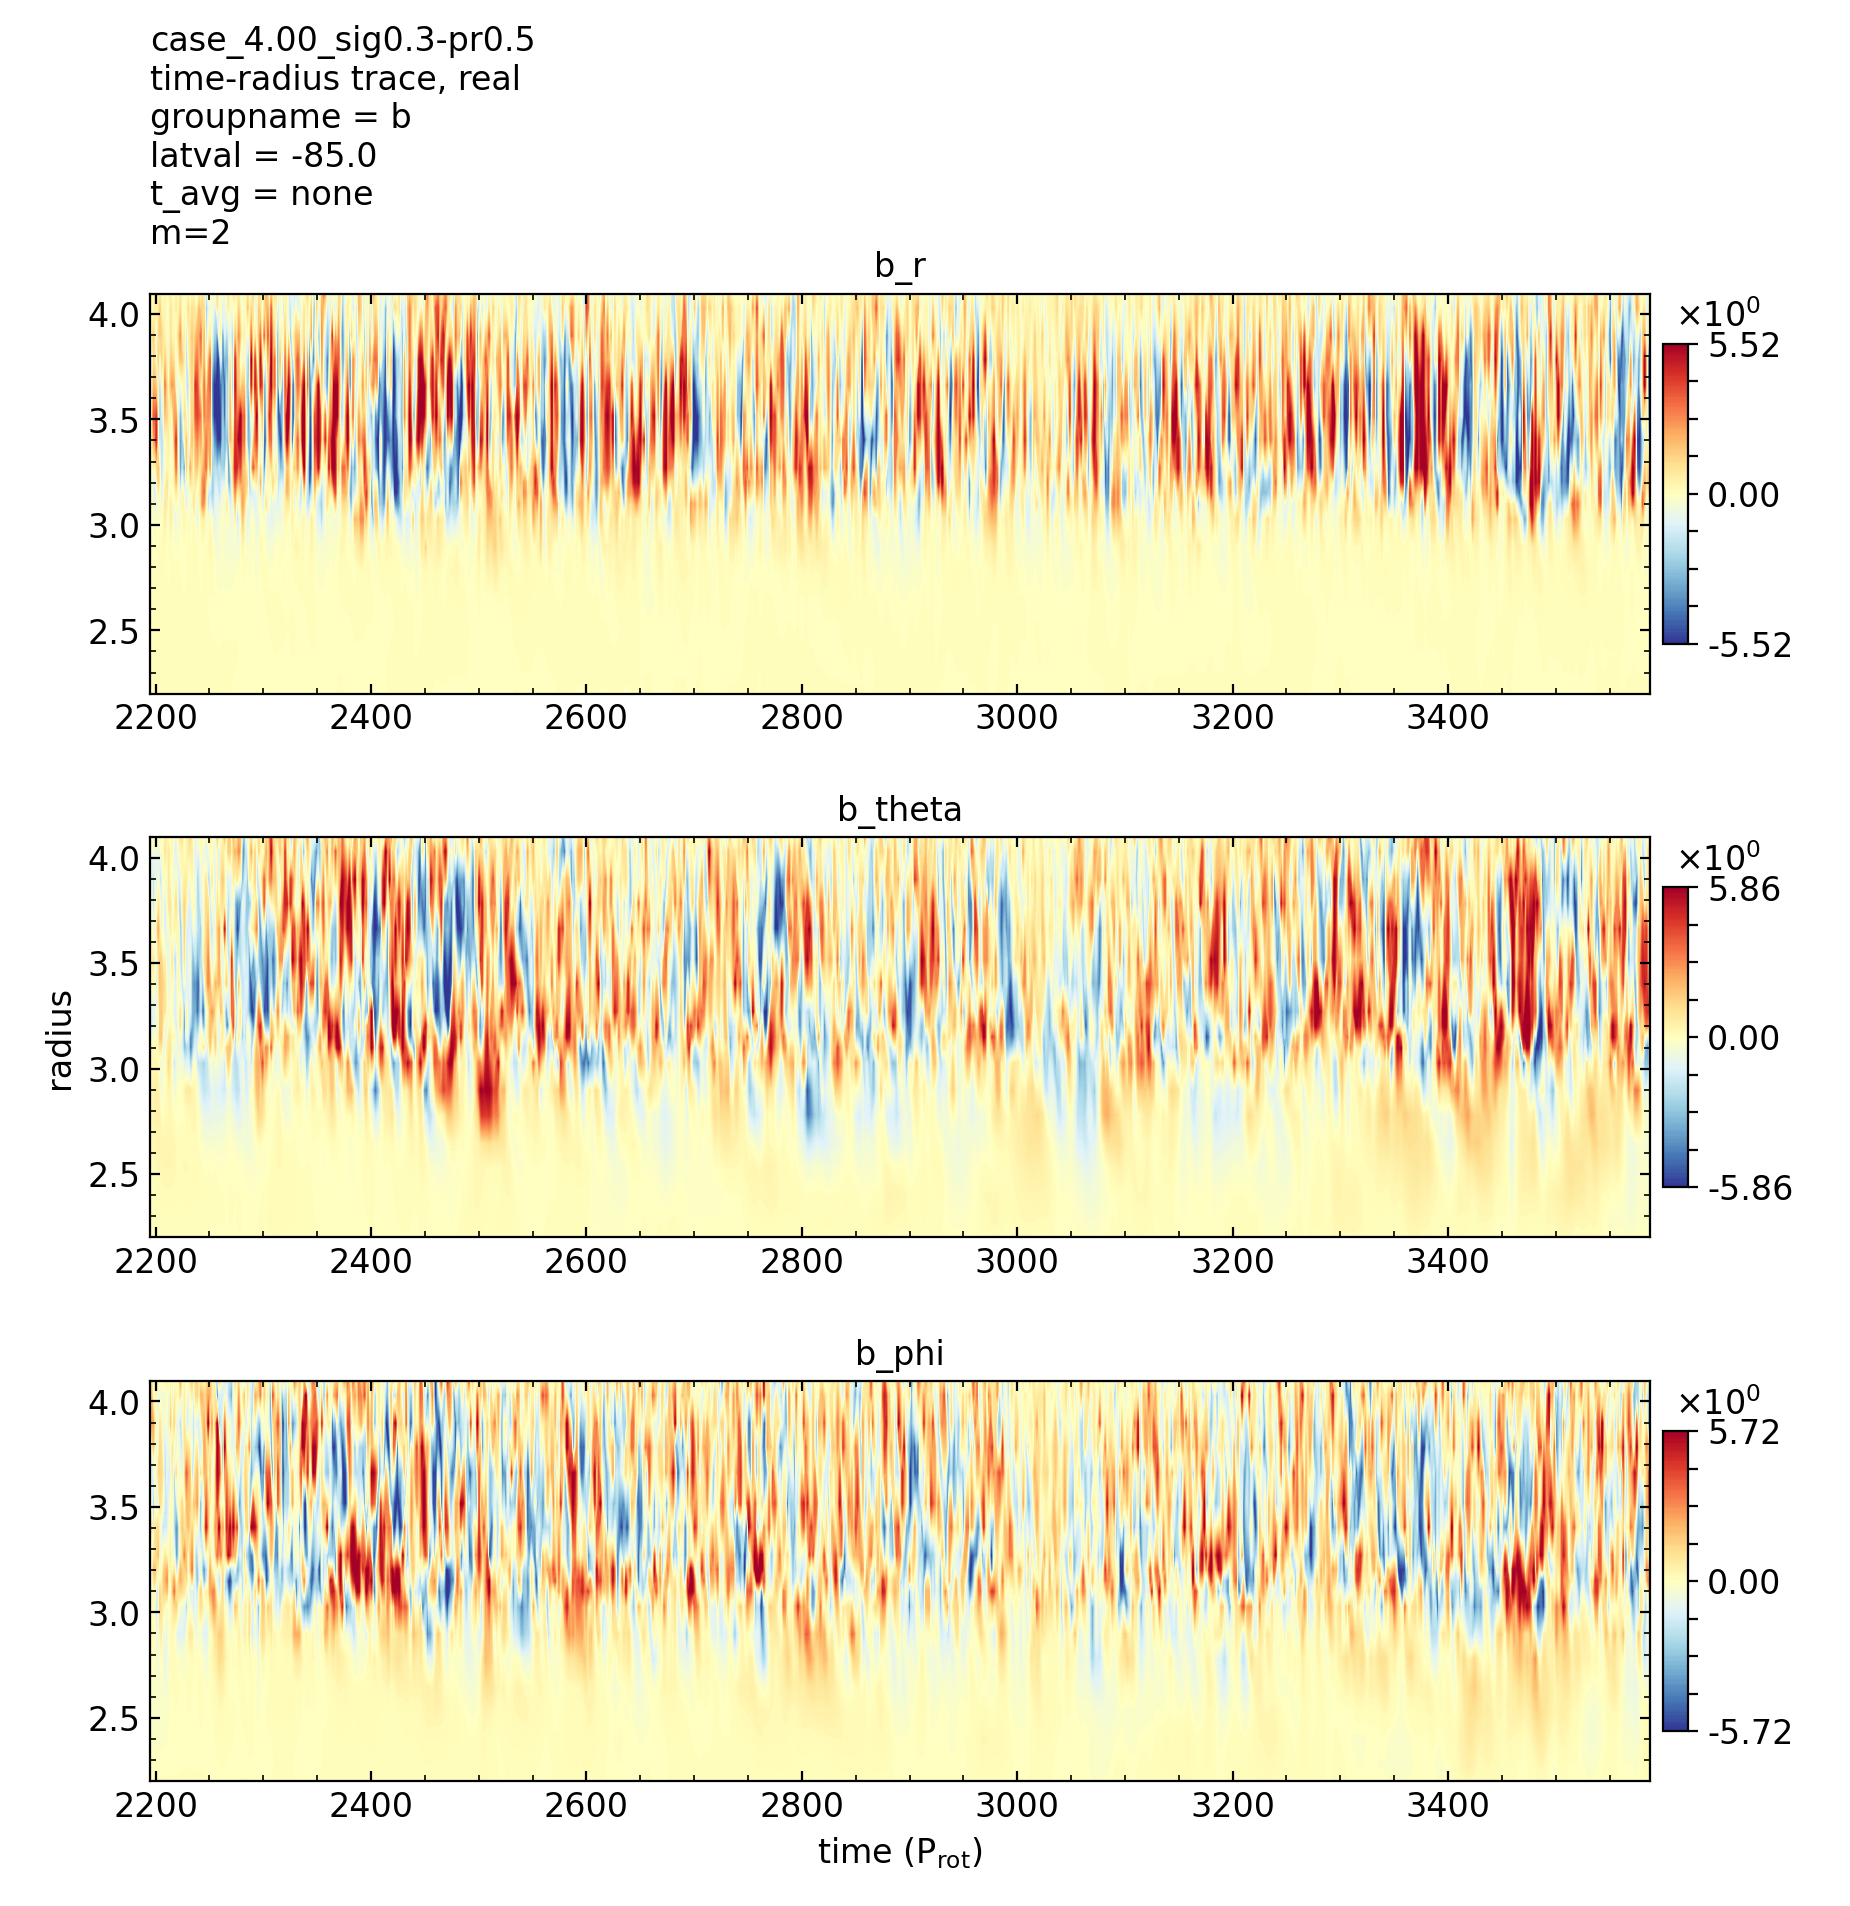 case_4.00_sig0.3-pr0.5
time-radius trace, real
groupname = b
latval = -85.0
t_avg = none
m=2
b_r
4.0
3.5
3.0
2.5
2200 2400 2600 2800 3000 3200 3400
×10⁰
5.52
0.00
-5.52
b_theta
radius
4.0
3.5
3.0
2.5
2200 2400 2600 2800 3000 3200 3400
×10⁰
5.86
0.00
-5.86
b_phi
4.0
3.5
3.0
2.5
2200 2400 2600 2800 3000 3200 3400
×10⁰
5.72
0.00
-5.72
time (P_rot)